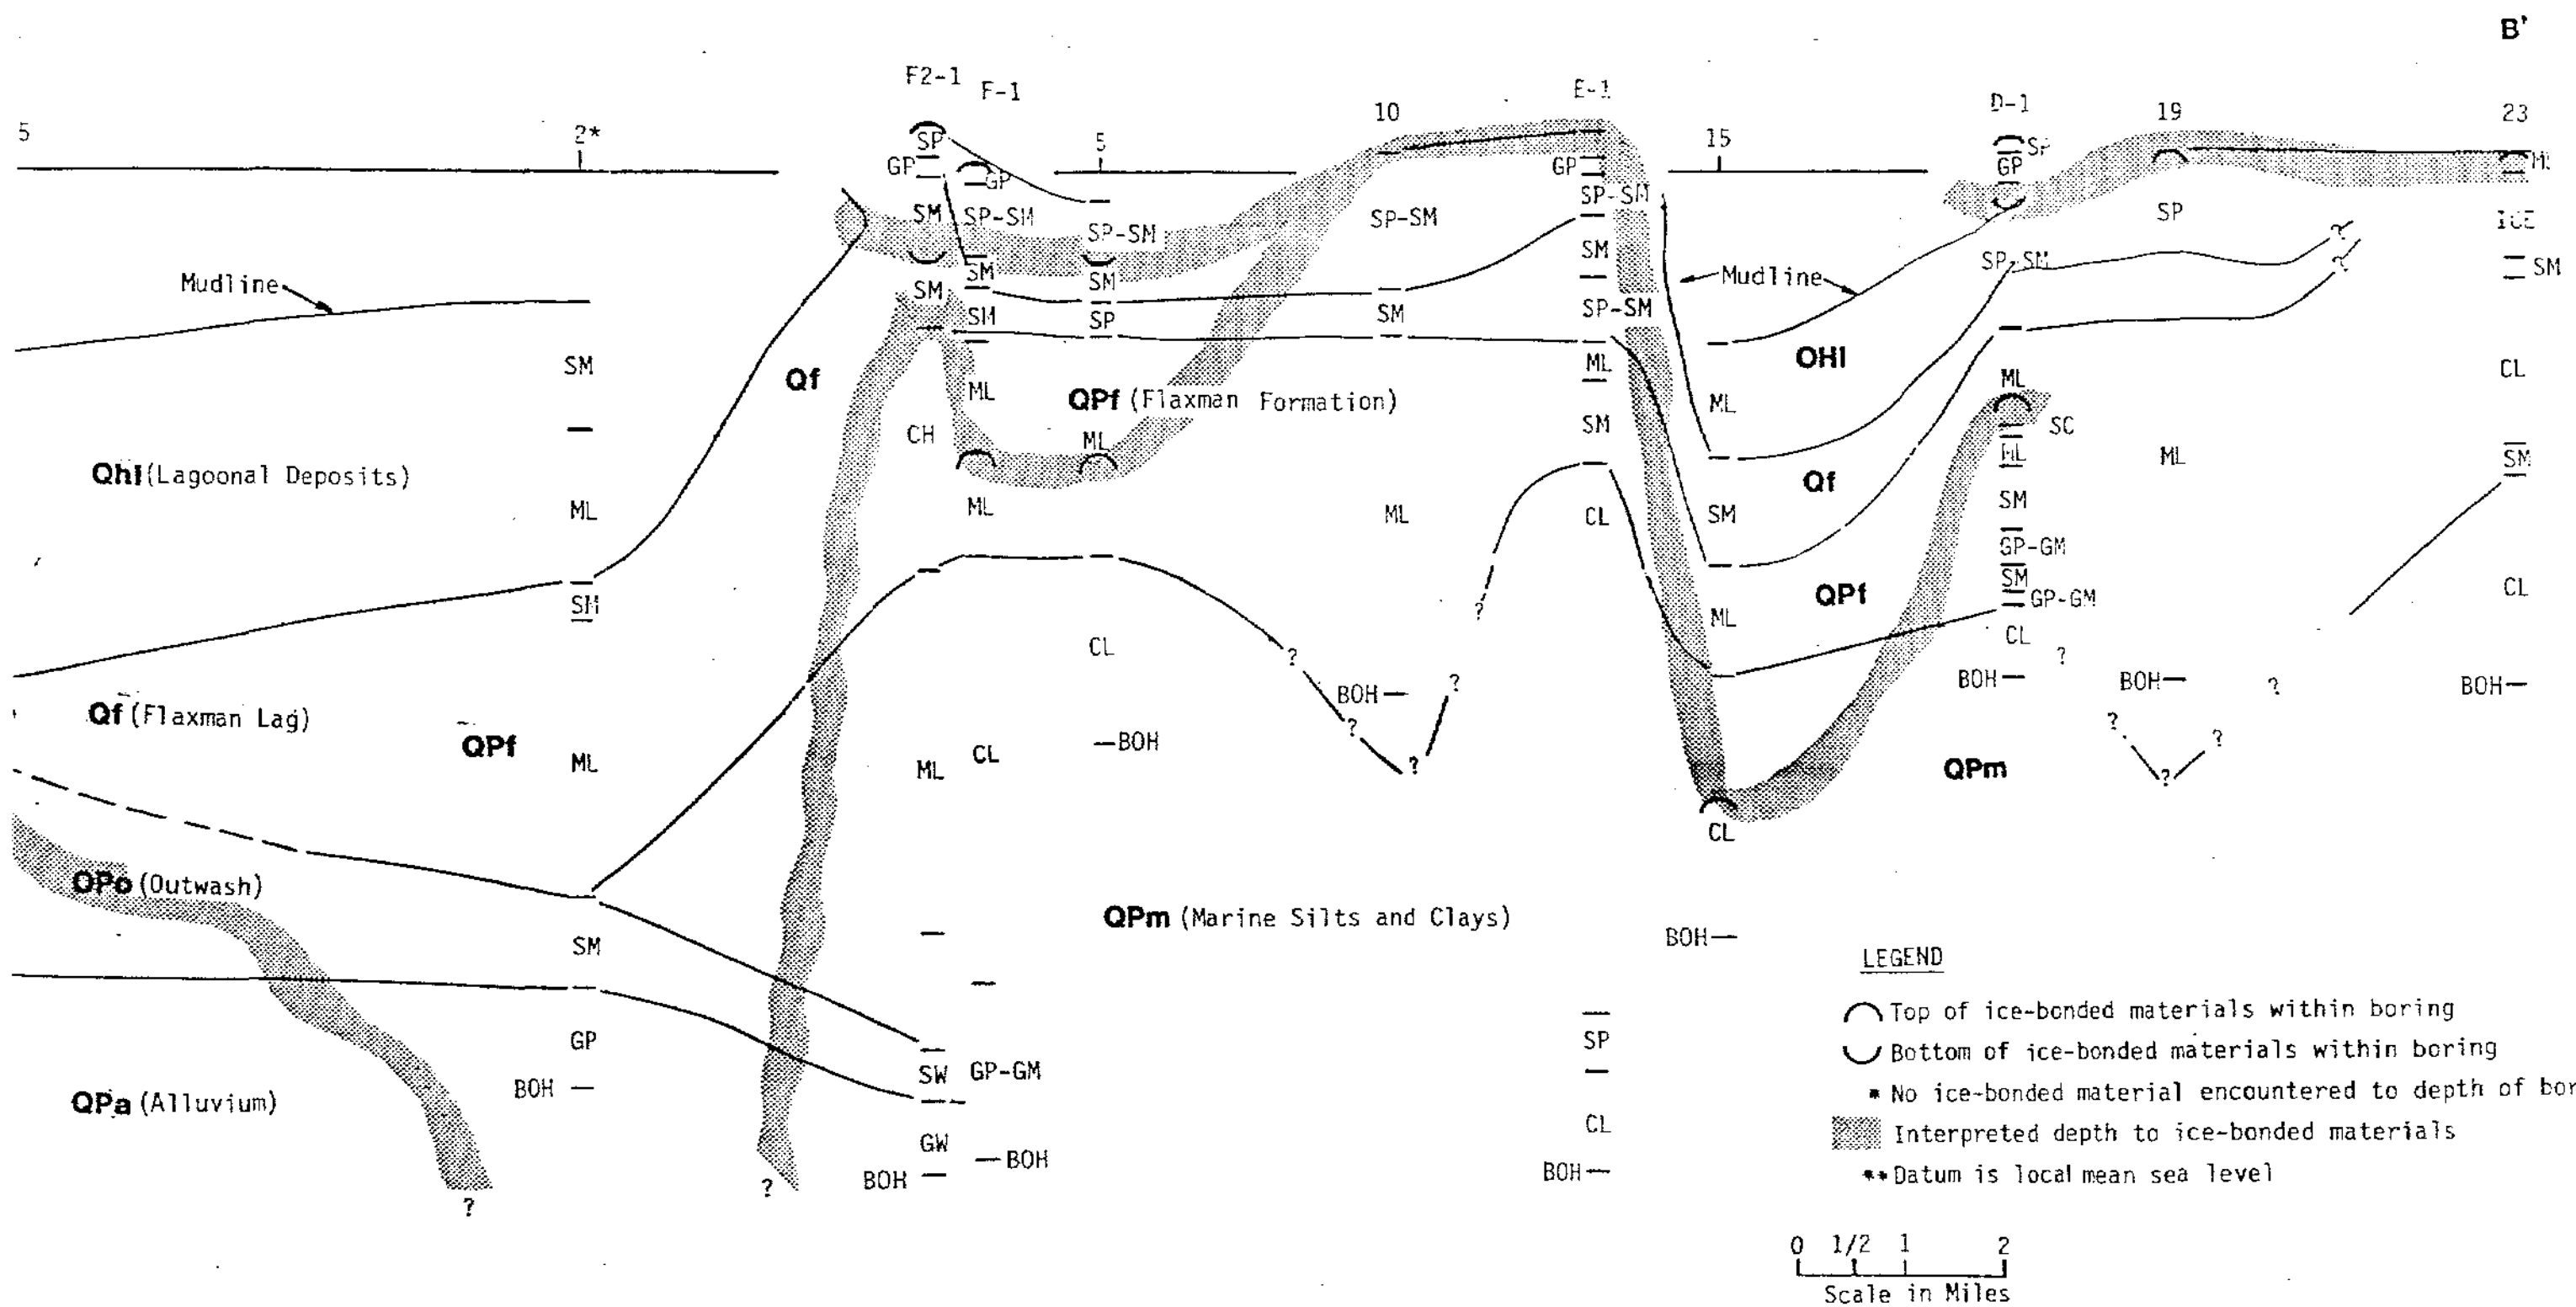 B'
F2-1
F-1
E-1
5
2*
5
10
15
D-1
19
23
SP
GP
GP
SM
SP-SM
SP-SM
SM
SM
SM
SM
SP
SP-SM
SM
GP
SP-SM
SM
SP-SM
SP
GP
SP-SM
SP
ML
ICE
SM
Mudline
Mudline
SM
Qf
ML
CH
QPf (Flaxman Formation)
ML
ML
SM
QHl
ML
ML
SC
ML
CL
Qhl (Lagoonal Deposits)
ML
ML
ML
CL
Qf
SM
ML
SM
SM
GP-GM
SM
GP-GM
CL
SM
QPf
ML
CL
?
?
CL
?
BOH
?
?
BOH
?
BOH
?
BOH
?
?
?
?
?
?
Qf (Flaxman Lag)
QPf
ML
ML
CL
BOH
QPm
CL
QPo (Outwash)
QPm (Marine Silts and Clays)
SM
BOH
GP
BOH
QPa (Alluvium)
SW
GP-GM
GW
BOH
BOH
SP
CL
BOH
?
?
LEGEND
Top of ice-bonded materials within boring
Bottom of ice-bonded materials within boring
* No ice-bonded material encountered to depth of bor
Interpreted depth to ice-bonded materials
** Datum is local mean sea level
0 1/2 1 2
Scale in Miles